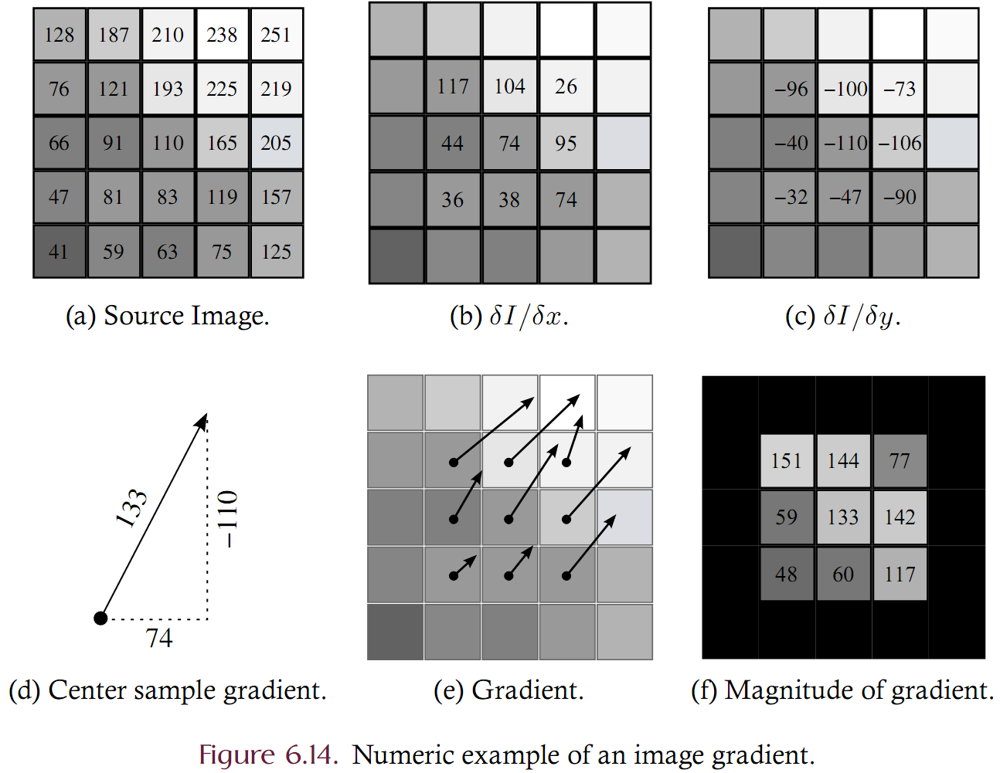 128 187 210 238 251
76 121 193 225 219
66 91 110 165 205
47 81 83 119 157
41 59 63 75 125
(a) Source Image.
117 104 26
44 74 95
36 38 74
(b) δI/δx.
−96 −100 −73
−40 −110 −106
−32 −47 −90
(c) δI/δy.
133
−110
74
(d) Center sample gradient.
(e) Gradient.
151 144 77
59 133 142
48 60 117
(f) Magnitude of gradient.
Figure 6.14. Numeric example of an image gradient.